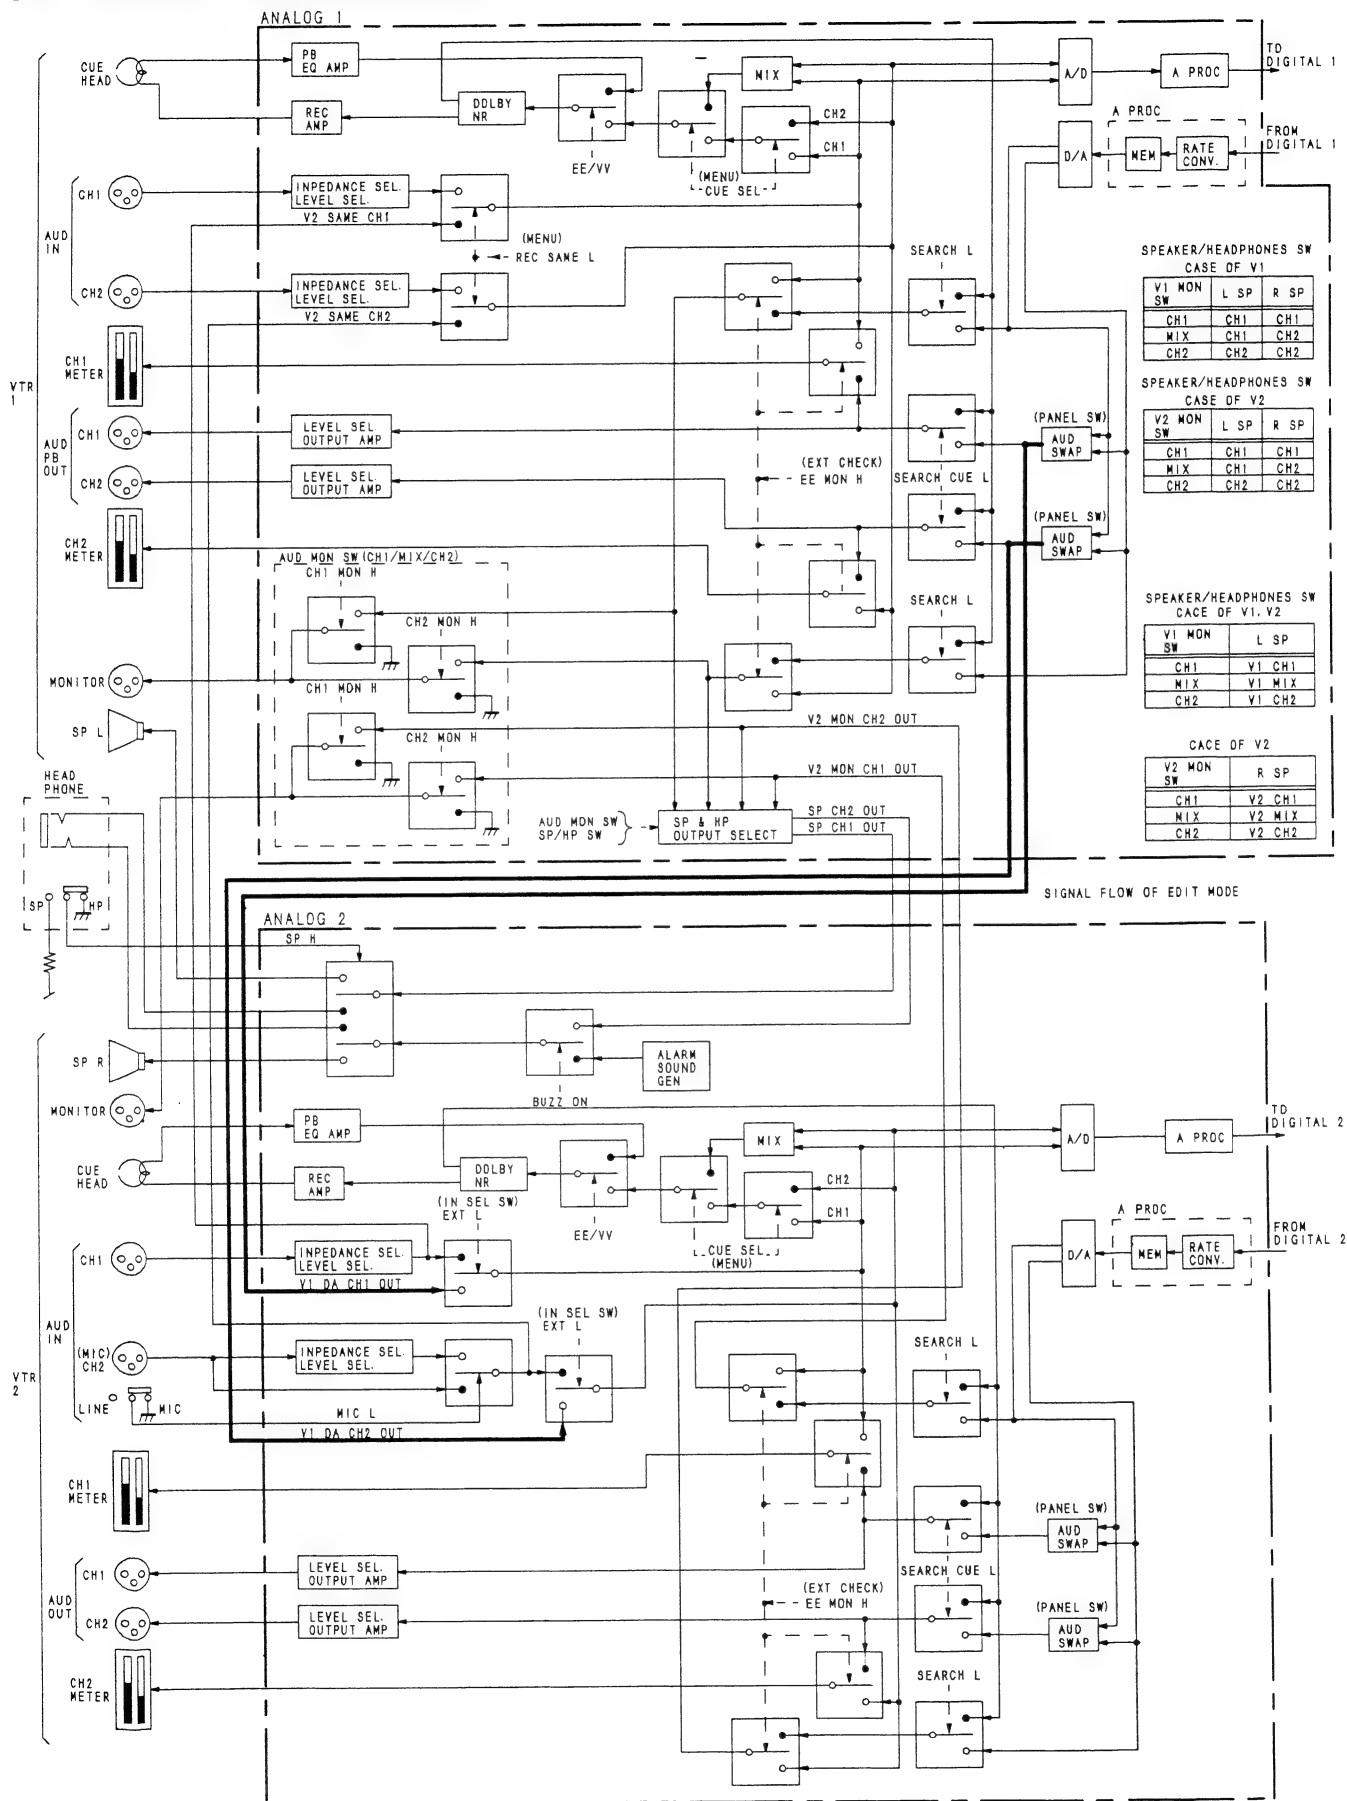 ANALOG 1
CUE
HEAD
PB
EQ AMP
REC
AMP
DOLBY
NR
EE/VV
MIX
CH2
CH1
(MENU)
CUE SEL
A/D
A PROC
TO
DIGITAL 1
D/A
A PROC
MEM
RATE
CONV.
FROM
DIGITAL 1
VTR
1
AUD
IN
CH1
INPEDANCE SEL.
LEVEL SEL.
V2 SAME CH1
(MENU)
REC SAME L
CH2
INPEDANCE SEL.
LEVEL SEL.
V2 SAME CH2
CH1
METER
AUD
PB
OUT
CH1
LEVEL SEL.
OUTPUT AMP
CH2
LEVEL SEL.
OUTPUT AMP
CH2
METER
SEARCH L
(EXT CHECK)
EE MON H
SEARCH CUE L
(PANEL SW)
AUD
SWAP
(PANEL SW)
AUD
SWAP
SEARCH L
SPEAKER/HEADPHONES SW
CASE OF V1
V1 MON
SW L SP R SP
CH1 CH1 CH1
MIX CH1 CH2
CH2 CH2 CH2
SPEAKER/HEADPHONES SW
CASE OF V2
V2 MON
SW L SP R SP
CH1 CH1 CH1
MIX CH1 CH2
CH2 CH2 CH2
SPEAKER/HEADPHONES SW
CACE OF V1.V2
V1 MON
SW L SP
CH1 V1 CH1
MIX V1 MIX
CH2 V1 CH2
CACE OF V2
V2 MON
SW R SP
CH1 V2 CH1
MIX V2 MIX
CH2 V2 CH2
AUD MON SW(CH1/MIX/CH2)
CH1 MON H
CH2 MON H
CH1 MON H
CH2 MON H
MONITOR
SP L
HEAD
PHONE
SP
HP
V2 MON CH2 OUT
V2 MON CH1 OUT
AUD MON SW
SP/HP SW
SP & HP
OUTPUT SELECT
SP CH2 OUT
SP CH1 OUT
SIGNAL FLOW OF EDIT MODE
ANALOG 2
SP H
SP R
MONITOR
ALARM
SOUND
GEN
BUZZ ON
CUE
HEAD
PB
EQ AMP
REC
AMP
DOLBY
NR
EE/VV
MIX
CH2
CH1
CUE SEL
(MENU)
A/D
A PROC
TO
DIGITAL 2
D/A
A PROC
MEM
RATE
CONV.
FROM
DIGITAL 2
VTR
2
AUD
IN
CH1
INPEDANCE SEL.
LEVEL SEL.
V1 DA CH1 OUT
(IN SEL SW)
EXT L
(IN SEL SW)
EXT L
(MIC)
CH2
INPEDANCE SEL.
LEVEL SEL.
LINE
MIC
MIC L
V1 DA CH2 OUT
CH1
METER
AUD
OUT
CH1
LEVEL SEL.
OUTPUT AMP
CH2
LEVEL SEL.
OUTPUT AMP
CH2
METER
SEARCH L
(EXT CHECK)
EE MON H
SEARCH CUE L
(PANEL SW)
AUD
SWAP
(PANEL SW)
AUD
SWAP
SEARCH L